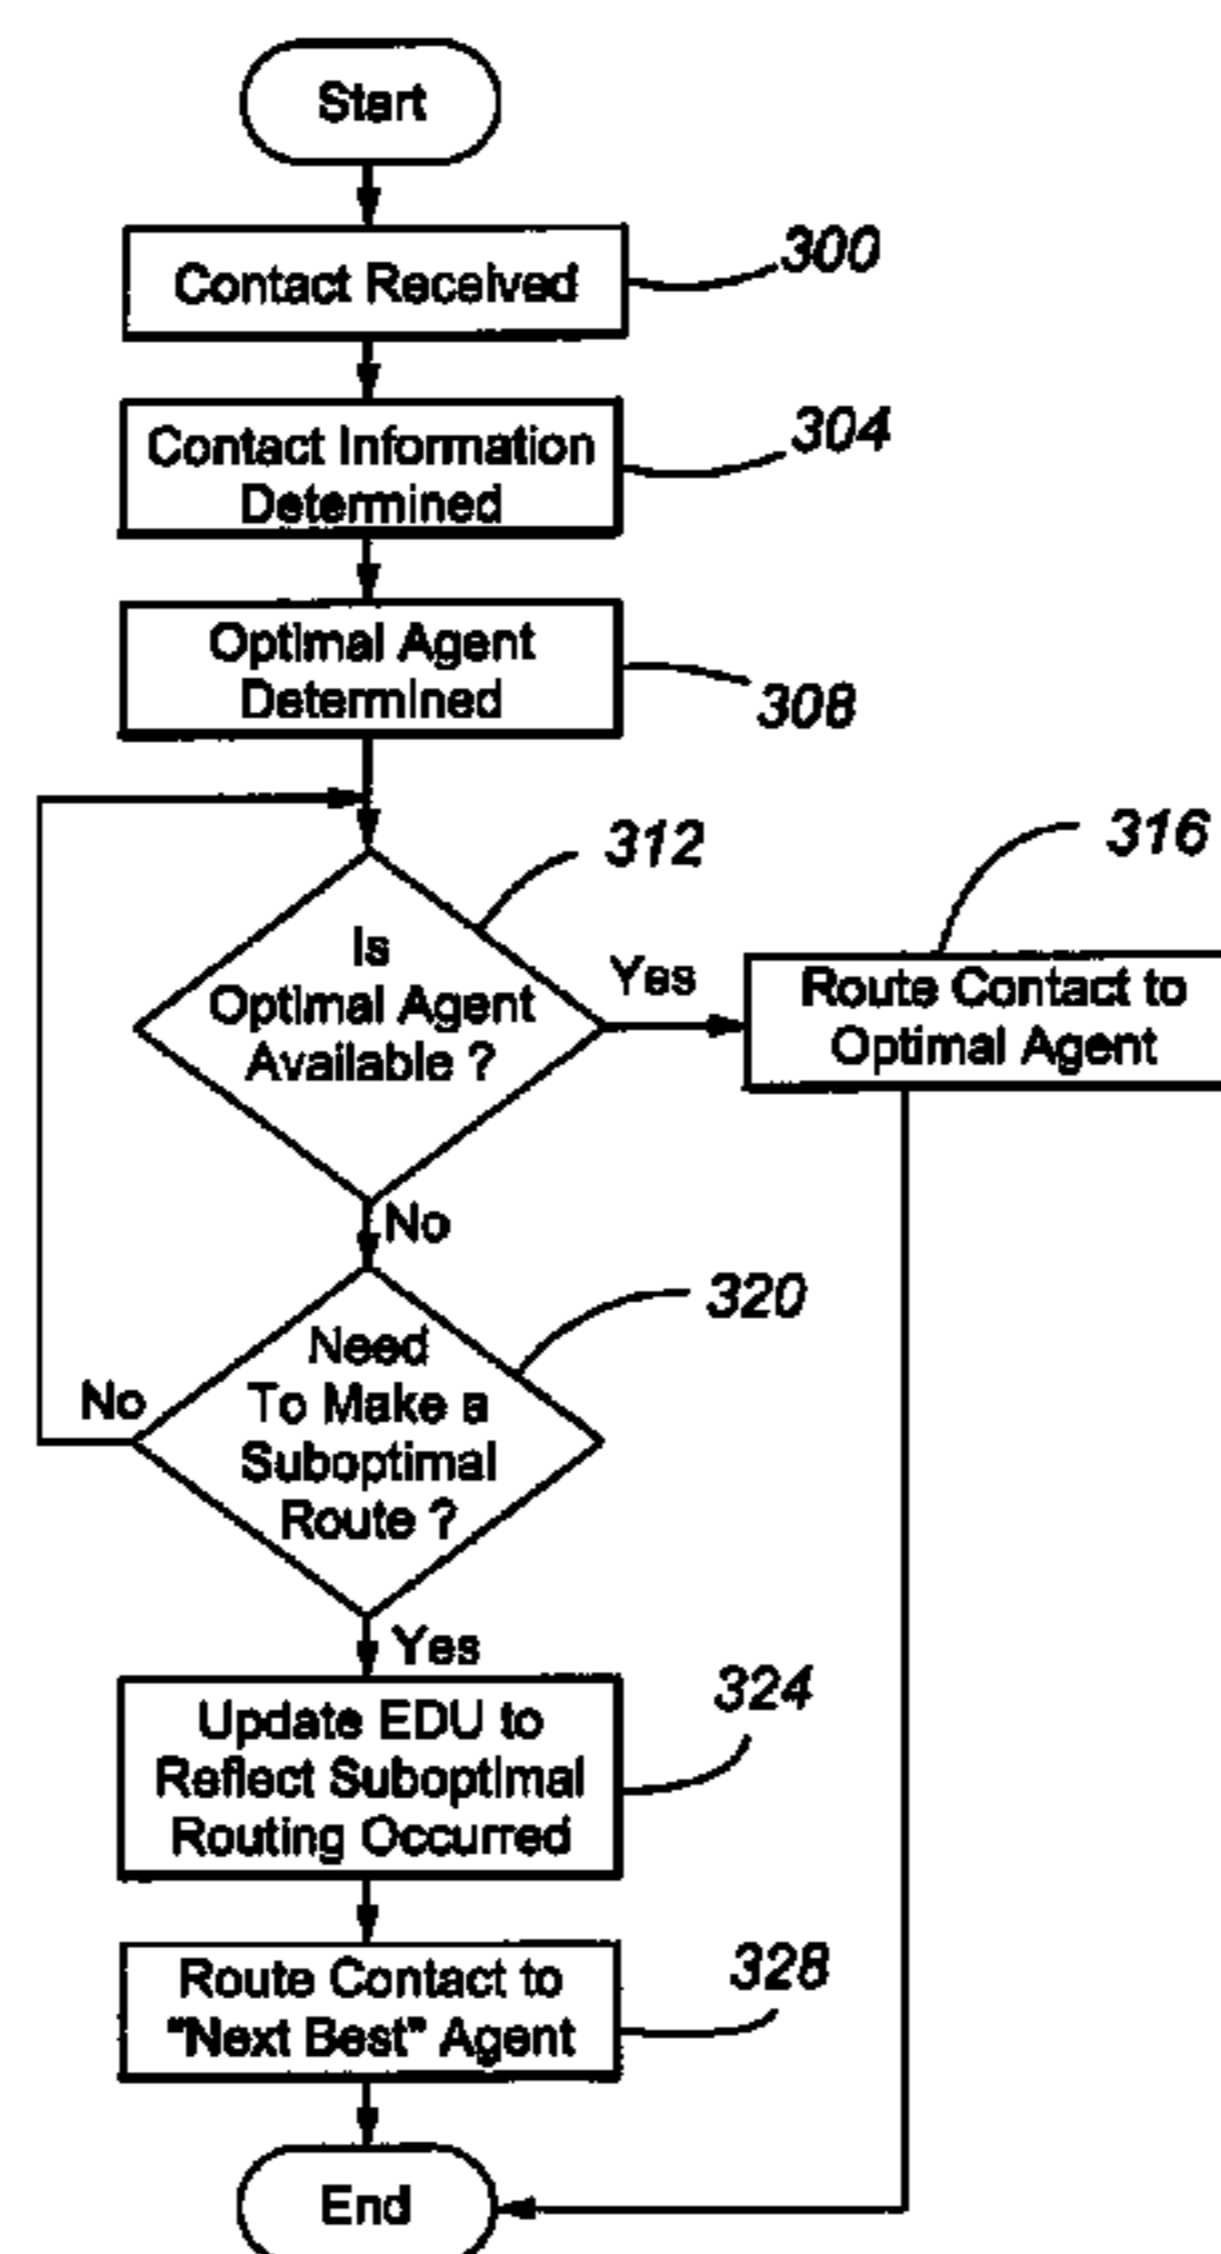 Start
Contact Received
300
Contact Information
Determined
304
Optimal Agent
Determined
308
Is
Optimal Agent
Available ?
312
Yes
Route Contact to
Optimal Agent
316
No
Need
To Make a
Suboptimal
Route ?
320
No
Yes
Update EDU to
Reflect Suboptimal
Routing Occurred
324
Route Contact to
"Next Best" Agent
328
End